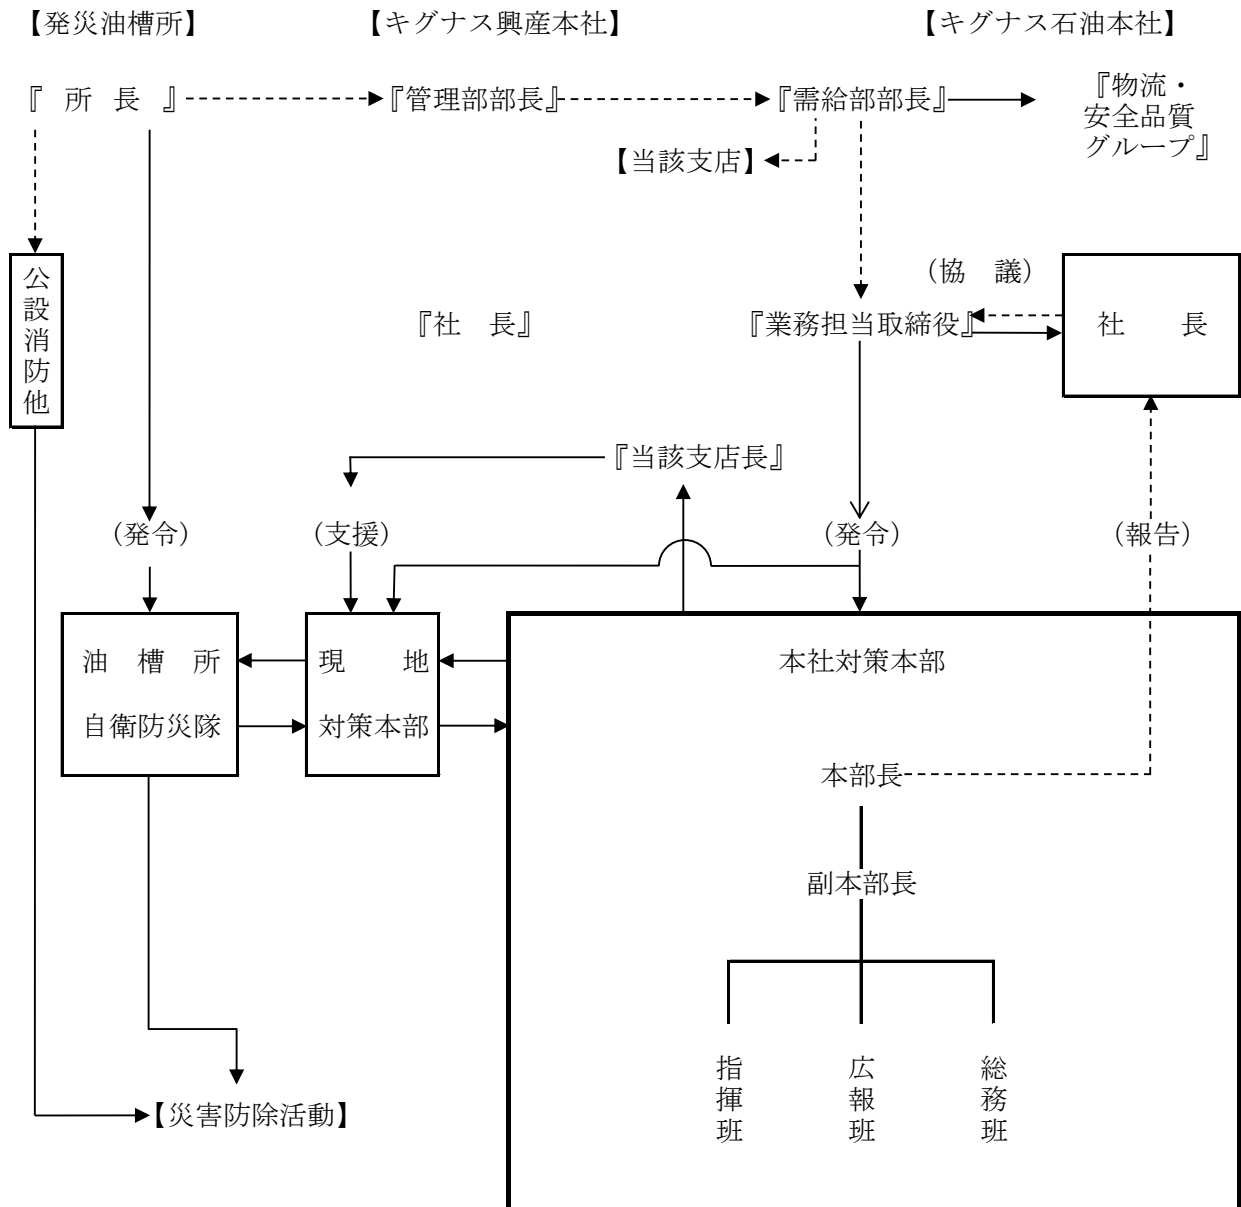 【発災油槽所】
【キグナス興産本社】
【キグナス石油本社】
『 所 長 』
『管理部部長』
『需給部部長』
『物流・
安全品質
グループ』
【当該支店】
公設消防他
(協 議)
『社 長』
『業務担当取締役』
社 長
『当該支店長』
(発令)
(支援)
(発令)
(報告)
油 槽 所
自衛防災隊
現 地
対策本部
本社対策本部
本部長
副本部長
指揮班
広報班
総務班
【災害防除活動】